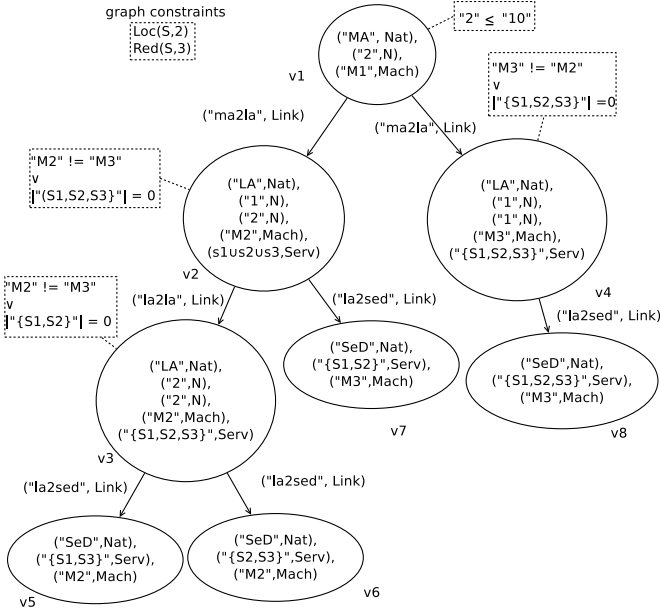 graph constraints
Loc(S,2)
Red(S,3)
("MA", Nat),
("2",N),
("M1",Mach)
v1
"2" ≤ "10"
"M3" != "M2"
∨
|"{S1,S2,S3}"| =0
("ma2la", Link)
("ma2la", Link)
"M2" != "M3"
∨
|"(S1,S2,S3}"| = 0
("LA",Nat),
("1",N),
("2",N),
("M2",Mach),
(s1∪s2∪s3,Serv)
v2
("LA",Nat),
("1",N),
("1",N),
("M3",Mach),
("{S1,S2,S3}",Serv)
v4
"M2" != "M3"
∨
|"{S1,S2}"| = 0
("la2la", Link)
("la2sed", Link)
("la2sed", Link)
("LA",Nat),
("2",N),
("2",N),
("M2",Mach),
("{S1,S2,S3}",Serv)
v3
("SeD",Nat),
("{S1,S2}",Serv),
("M3",Mach)
v7
("SeD",Nat),
("{S1,S2,S3}",Serv),
("M3",Mach)
v8
("la2sed", Link)
("la2sed", Link)
("SeD",Nat),
("{S1,S3}",Serv),
("M2",Mach)
v5
("SeD",Nat),
("{S2,S3}",Serv),
("M2",Mach)
v6